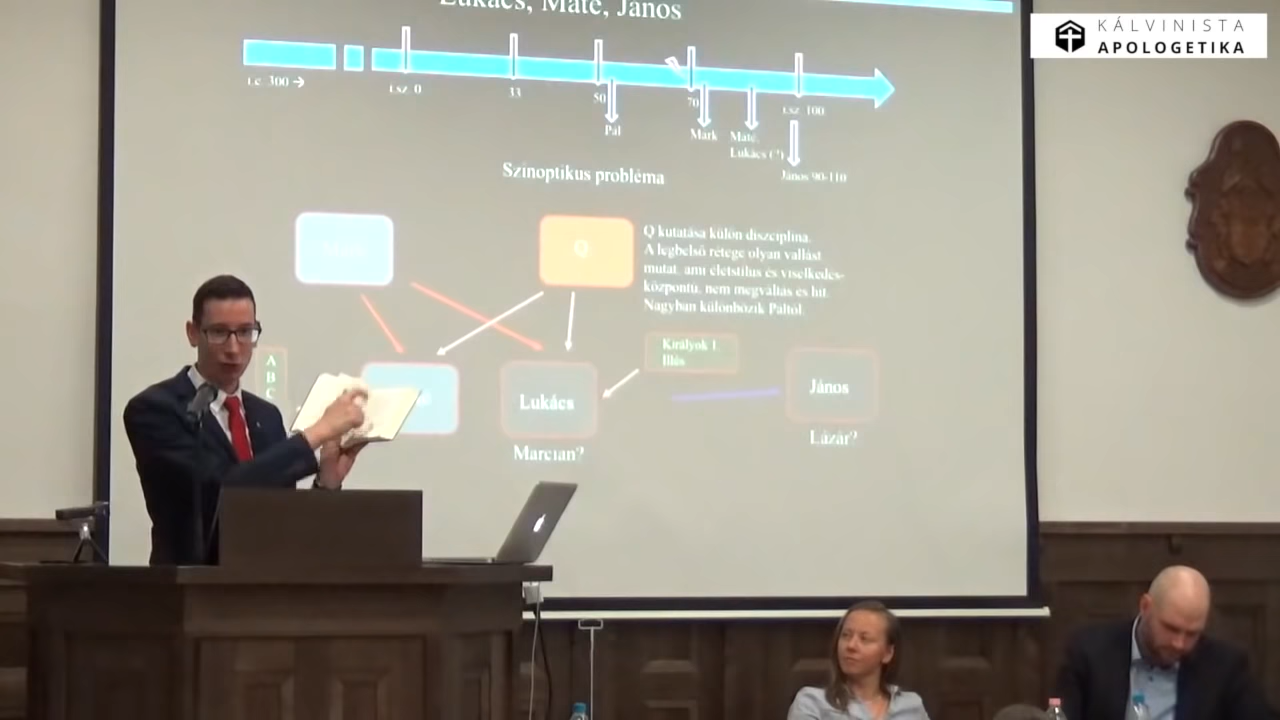 Lukács, Máté, János
KÁLVINISTA
APOLOGETIKA
i.e. 300 →
i.sz. 0
33
50
70
i.sz. 100
Pál
Márk
Máté,
Lukács (?)
János 90-110
Szinoptikus probléma
Q
Q kutatása külön diszciplína.
A legbelső rétege olyan vallást
mutat, ami életstílus és viselkedés-
központú, nem megváltás és hit.
Nagyban különbözik Páltól.
Királyok 1.
Illés
A
B
C
Lukács
János
Marcian?
Lázár?